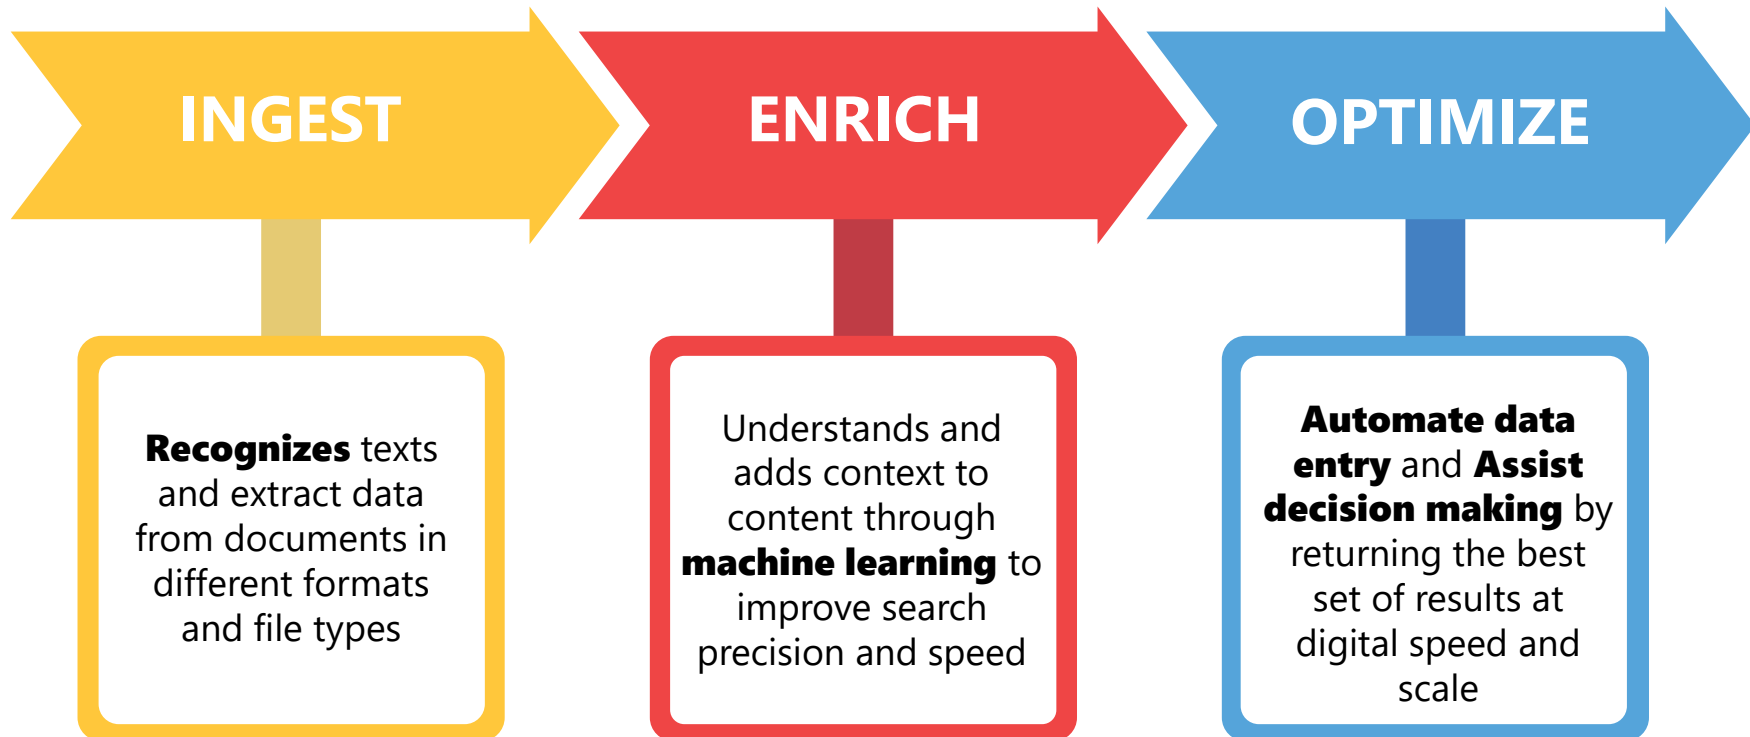 INGEST
ENRICH
OPTIMIZE
Recognizes texts
and extract data
from documents in
different formats
and file types
Understands and
adds context to
content through
machine learning to
improve search
precision and speed
Automate data
entry and Assist
decision making by
returning the best
set of results at
digital speed and
scale